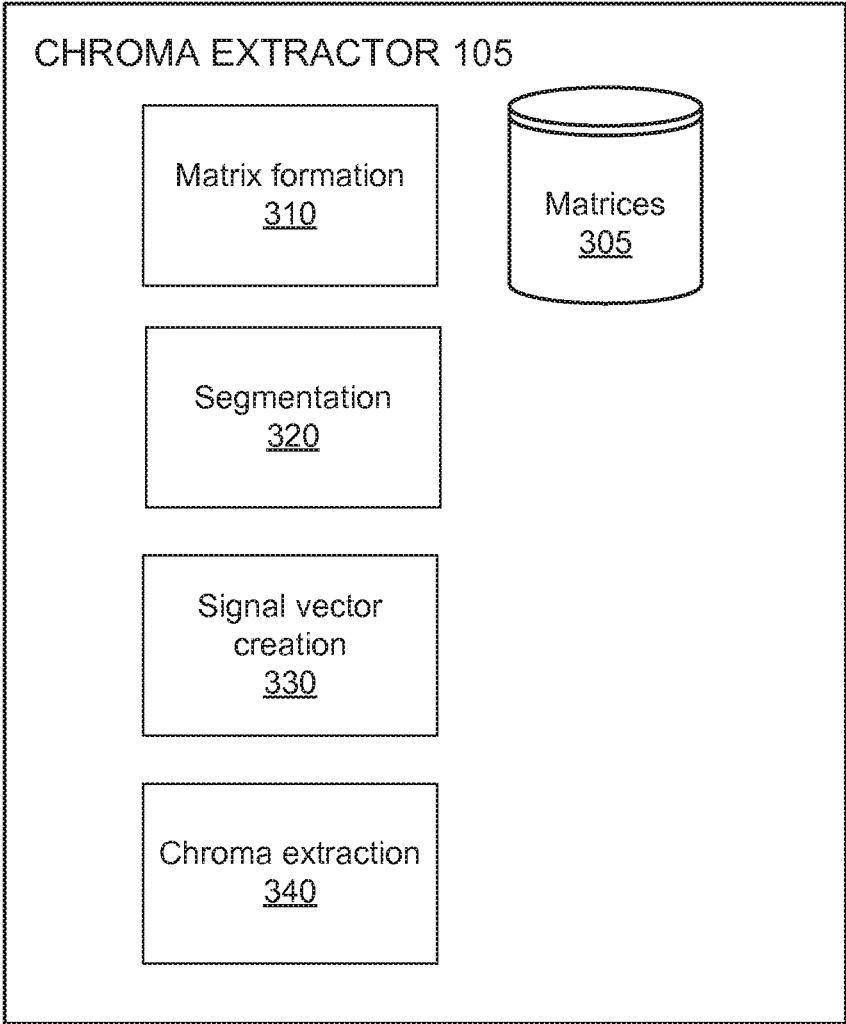 CHROMA EXTRACTOR 105
Matrix formation
310
Matrices
305
Segmentation
320
Signal vector
creation
330
Chroma extraction
340